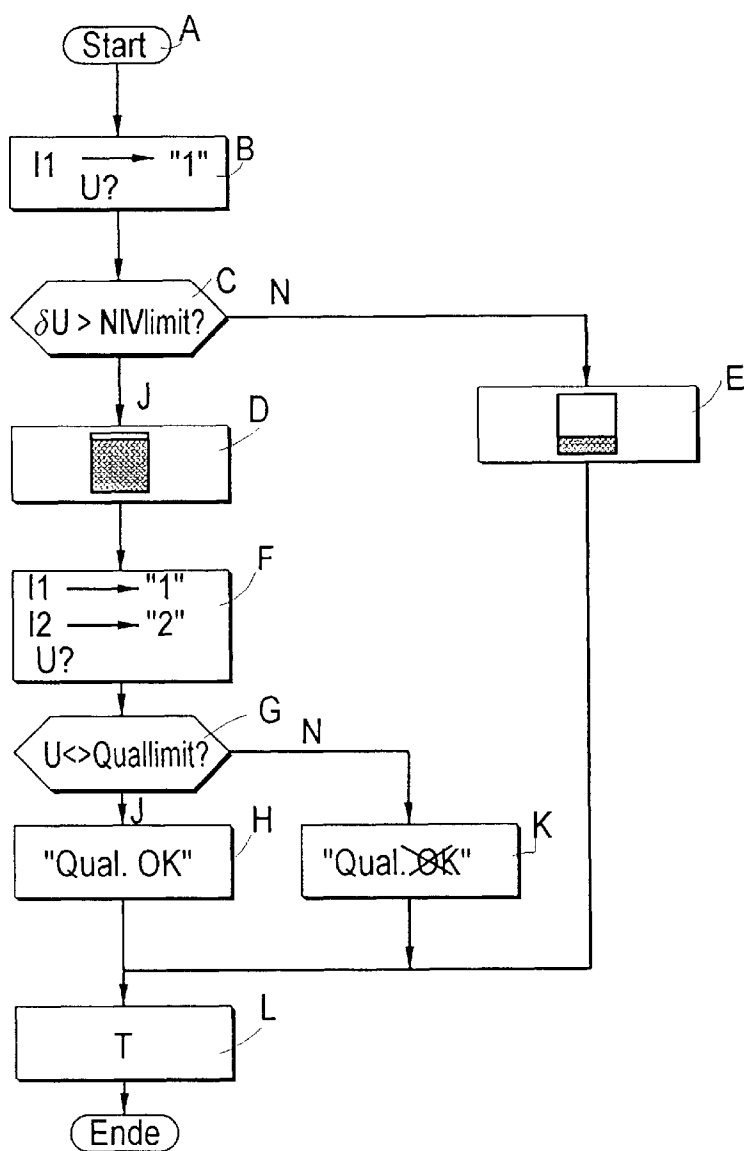 Start
A
I1 → "1"
U?
B
δU > NIVlimit?
C
N
J
D
E
I1 → "1"
I2 → "2"
U?
F
U<>Quallimit?
G
N
J
"Qual. OK"
H
"Qual. OK"
K
T
L
Ende